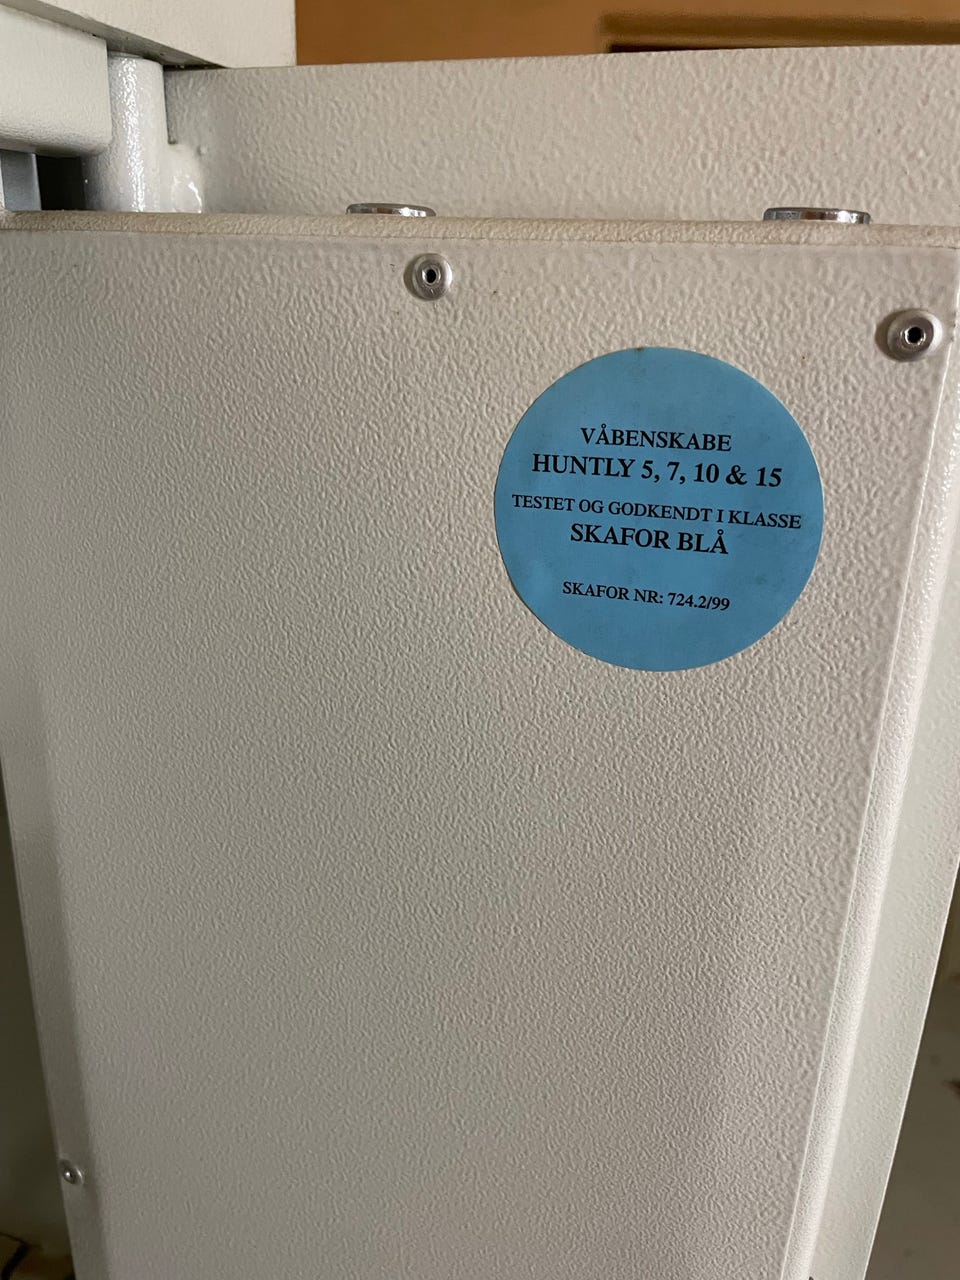 VÅBENSKABE
HUNTLY 5, 7, 10 & 15
TESTET OG GODKENDT I KLASSE
SKAFOR BLÅ
SKAFOR NR: 724.2/99